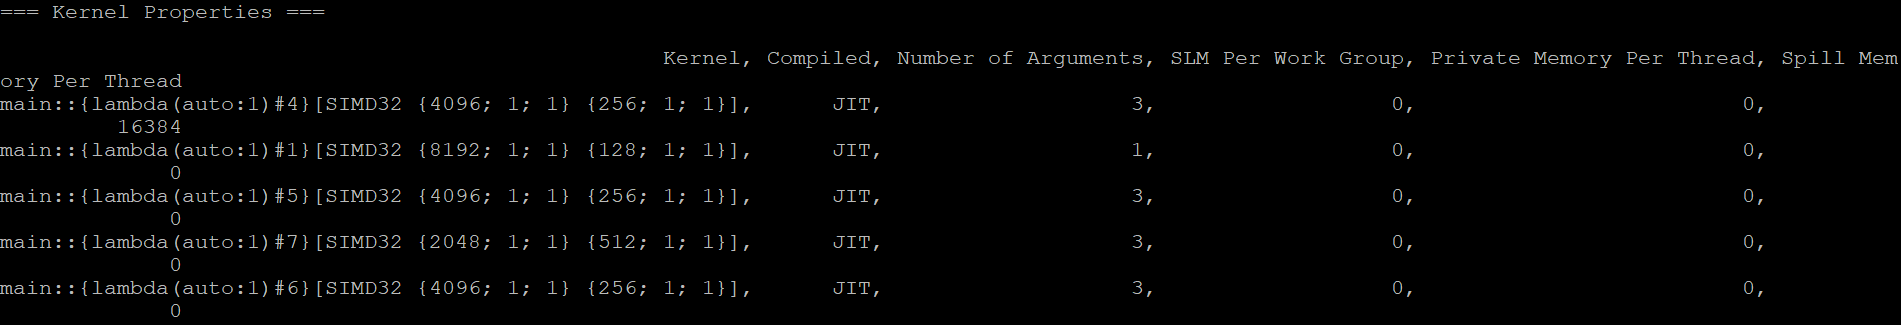 === Kernel Properties ===
Kernel, Compiled, Number of Arguments, SLM Per Work Group, Private Memory Per Thread, Spill Mem
ory Per Thread
main::{lambda(auto:1)#4}[SIMD32 {4096; 1; 1} {256; 1; 1}], JIT, 3, 0, 0,
16384
main::{lambda(auto:1)#1}[SIMD32 {8192; 1; 1} {128; 1; 1}], JIT, 1, 0, 0,
0
main::{lambda(auto:1)#5}[SIMD32 {4096; 1; 1} {256; 1; 1}], JIT, 3, 0, 0,
0
main::{lambda(auto:1)#7}[SIMD32 {2048; 1; 1} {512; 1; 1}], JIT, 3, 0, 0,
0
main::{lambda(auto:1)#6}[SIMD32 {4096; 1; 1} {256; 1; 1}], JIT, 3, 0, 0,
0